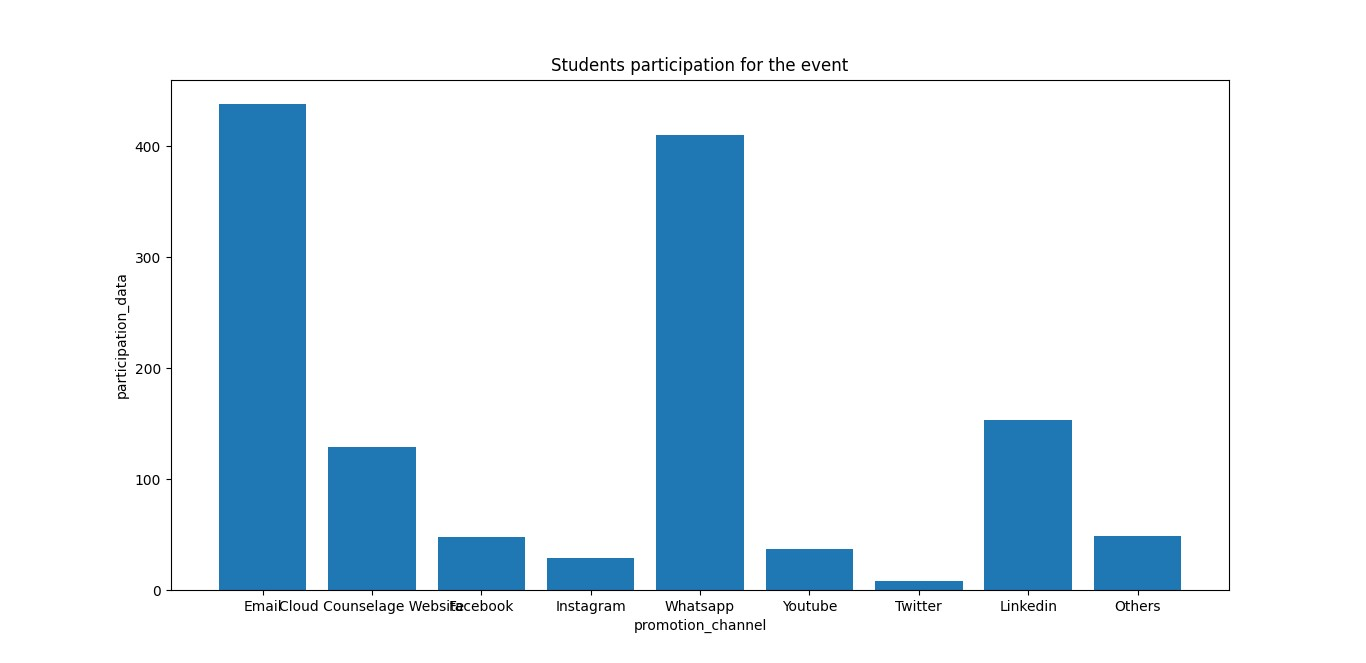 Students participation for the event
participation_data
400
300
200
100
0
Email Cloud Counselage Website Facebook Instagram Whatsapp Youtube Twitter Linkedin Others
promotion_channel